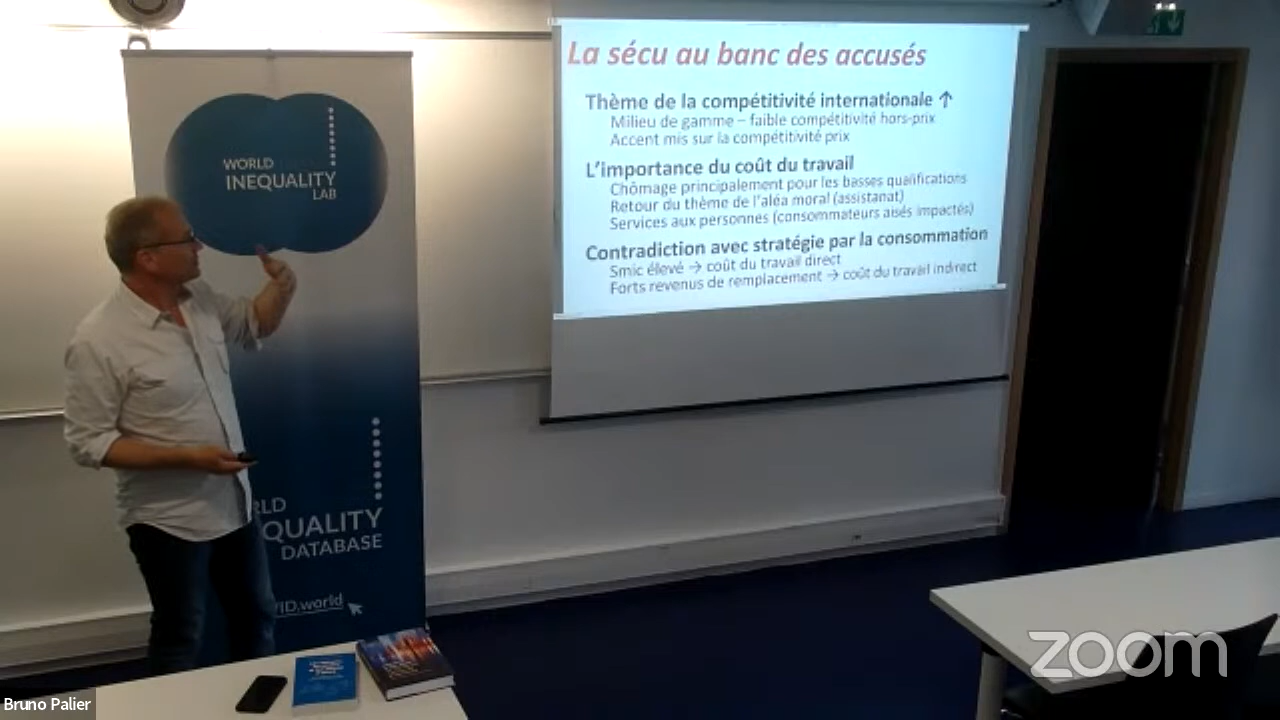 La sécu au banc des accusés
Thème de la compétitivité internationale ↑
Milieu de gamme – faible compétitivité hors-prix
Accent mis sur la compétitivité prix
L'importance du coût du travail
Chômage principalement pour les basses qualifications
Retour du thème de l'aléa moral (assistanat)
Services aux personnes (consommateurs aisés impactés)
Contradiction avec stratégie par la consommation
Smic élevé → coût du travail direct
Forts revenus de remplacement → coût du travail indirect
WORLD
INEQUALITY
LAB
RLD
QUALITY
DATABASE
ID.world
Bruno Palier
zoom